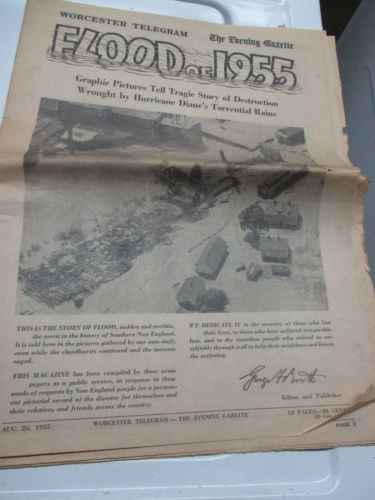 WORCESTER TELEGRAM The Evening Gazette
FLOOD OF 1955
Graphic Pictures Tell Tragic Story of Destruction
Wrought by Hurricane Diane's Torrential Rains
THIS IS THE STORY OF FLOOD, sudden and terrible,
the worst in the history of Southern New England.
It is told here in the pictures gathered by our own staff,
even while the cloudbursts continued and the torrents
raged.
THIS MAGAZINE has been compiled by these news-
papers as a public service, in response to thou-
sands of requests by New England people for a perma-
nent pictorial record of the disaster for themselves and
their relatives and friends across the country.
WE DEDICATE IT to the memory of those who lost
their lives, to those who have suffered irreparable
loss, and to the countless people who strived so un-
selfishly through it all to help their neighbors and lessen
the suffering.
George F. Booth
Editor and Publisher
AUG. 26, 1955 WORCESTER TELEGRAM—THE EVENING GAZETTE 52 PAGES—20 CENTS
PAGE